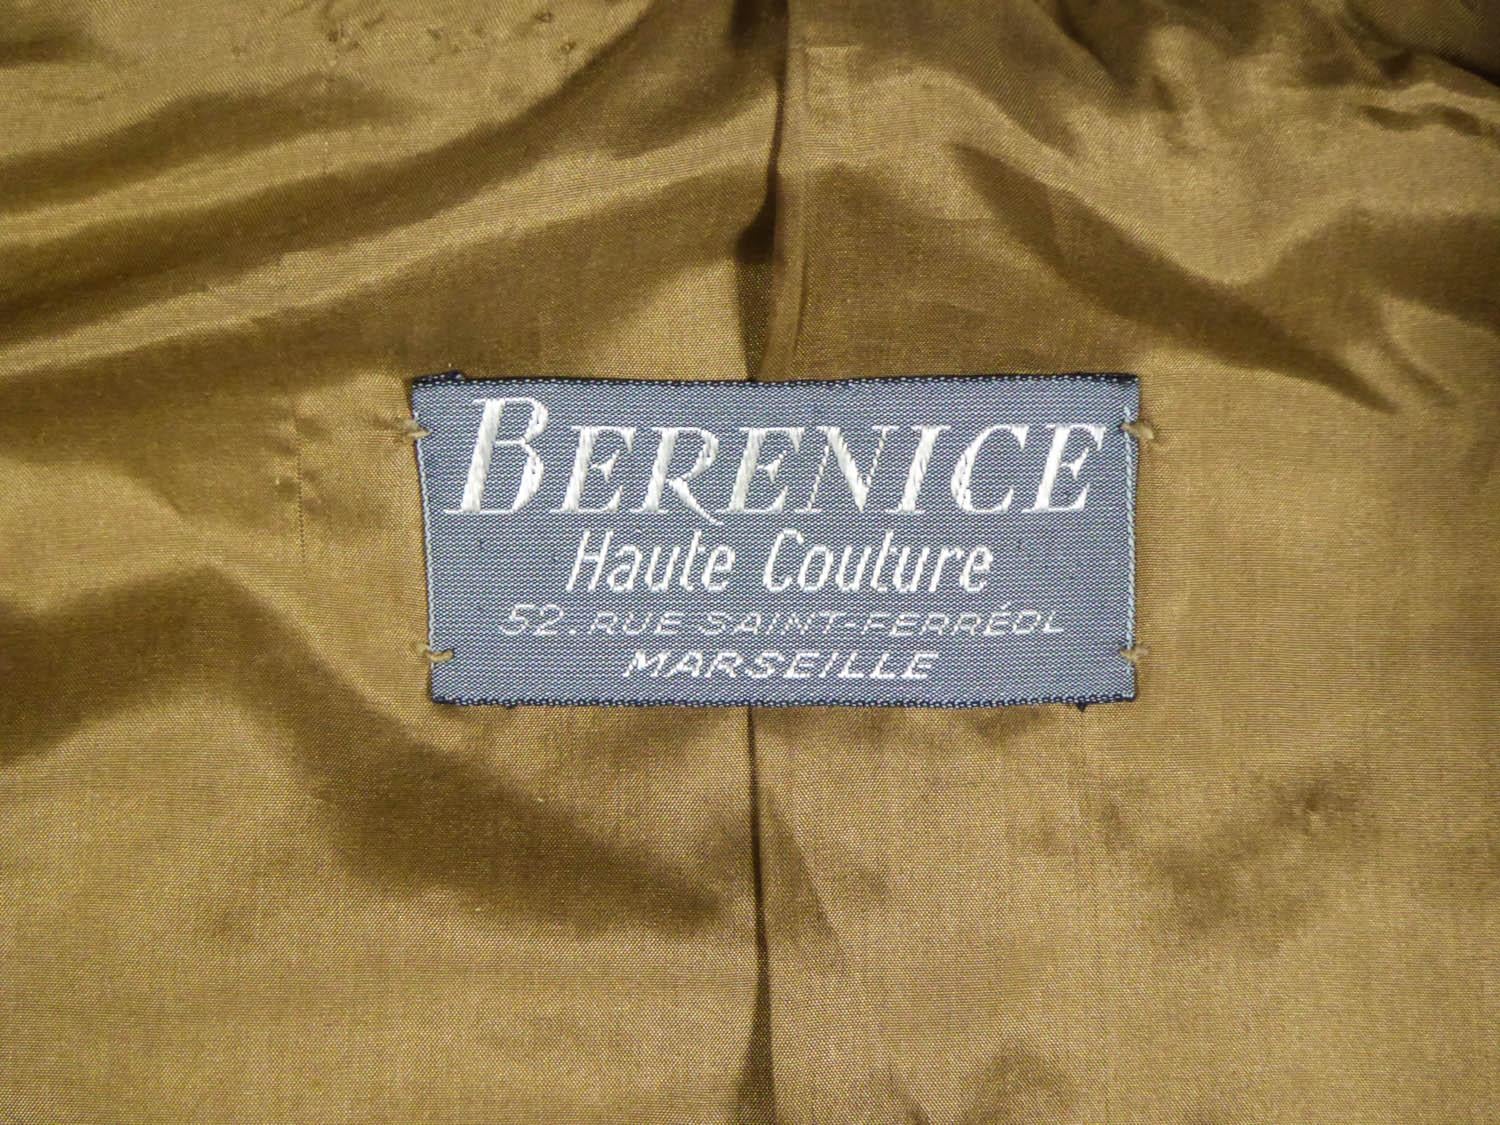 BERENICE
Haute Couture
52. RUE SAINT-FERRÉOL
MARSEILLE